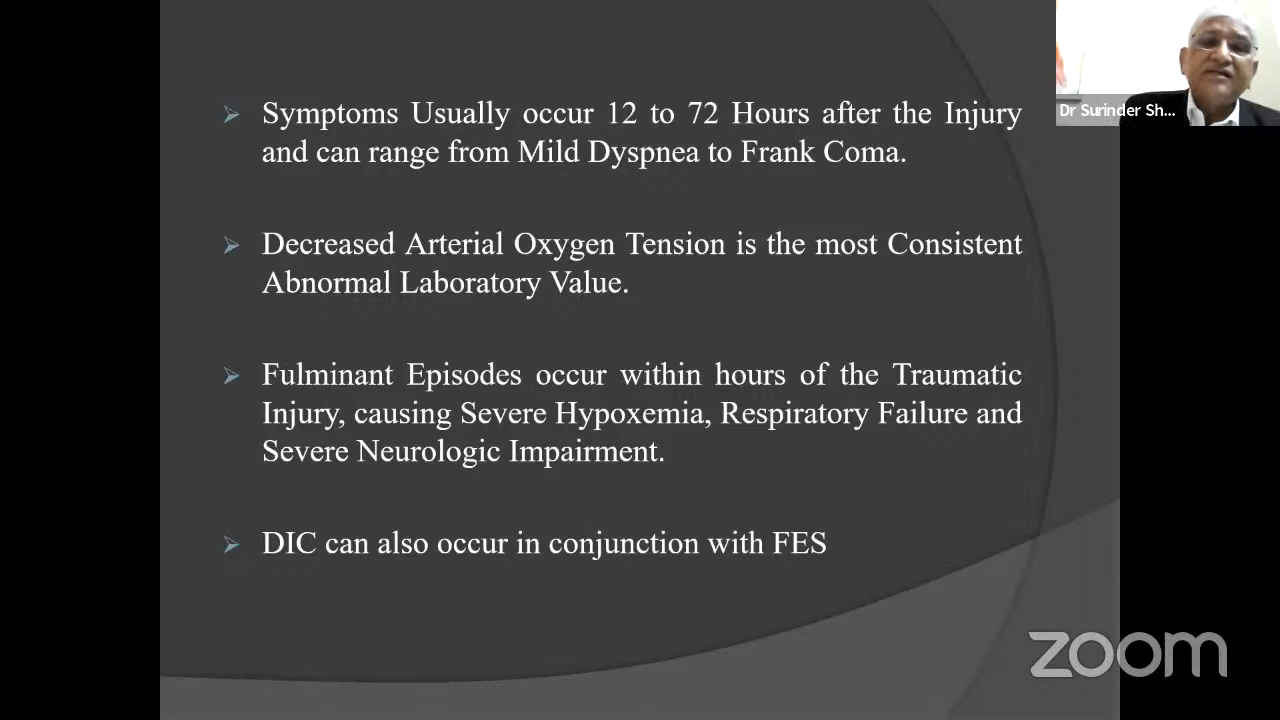 Symptoms Usually occur 12 to 72 Hours after the Injury
and can range from Mild Dyspnea to Frank Coma.
Decreased Arterial Oxygen Tension is the most Consistent
Abnormal Laboratory Value.
Fulminant Episodes occur within hours of the Traumatic
Injury, causing Severe Hypoxemia, Respiratory Failure and
Severe Neurologic Impairment.
DIC can also occur in conjunction with FES
Dr Surinder Sh...
zoom